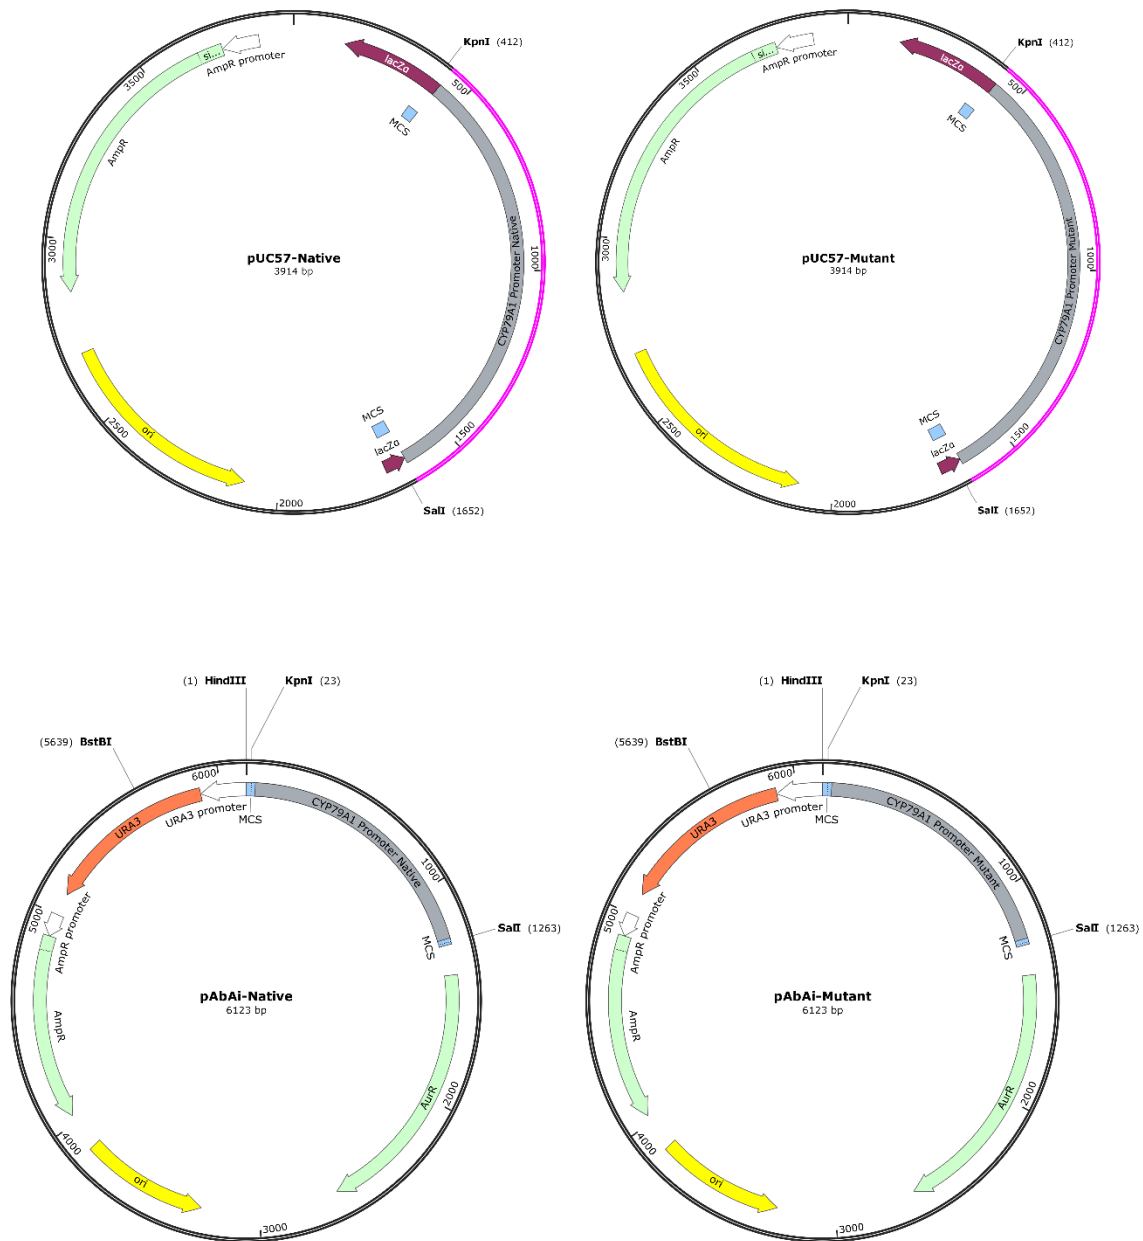 KpnI (412)
AmpR promoter
si...
lacZα
3500
500
MCS
AmpR
pUC57-Native
3914 bp
3000
1000
CYP79A1 Promoter Native
MCS
lacZα
ori
2500
1500
2000
SalI (1652)
KpnI (412)
AmpR promoter
si...
lacZα
3500
500
MCS
AmpR
pUC57-Mutant
3914 bp
3000
1000
CYP79A1 Promoter Mutant
MCS
lacZα
ori
2500
1500
2000
SalI (1652)
(1) HindIII
KpnI (23)
(5639) BstBI
6000
URA3 promoter
MCS
URA3
CYP79A1 Promoter Native
1000
5000
AmpR promoter
SalI (1263)
MCS
pAbAi-Native
6123 bp
AmpR
AurR
2000
4000
ori
3000
(1) HindIII
KpnI (23)
(5639) BstBI
6000
URA3 promoter
MCS
URA3
CYP79A1 Promoter Mutant
1000
5000
AmpR promoter
SalI (1263)
MCS
pAbAi-Mutant
6123 bp
AmpR
AurR
2000
4000
ori
3000